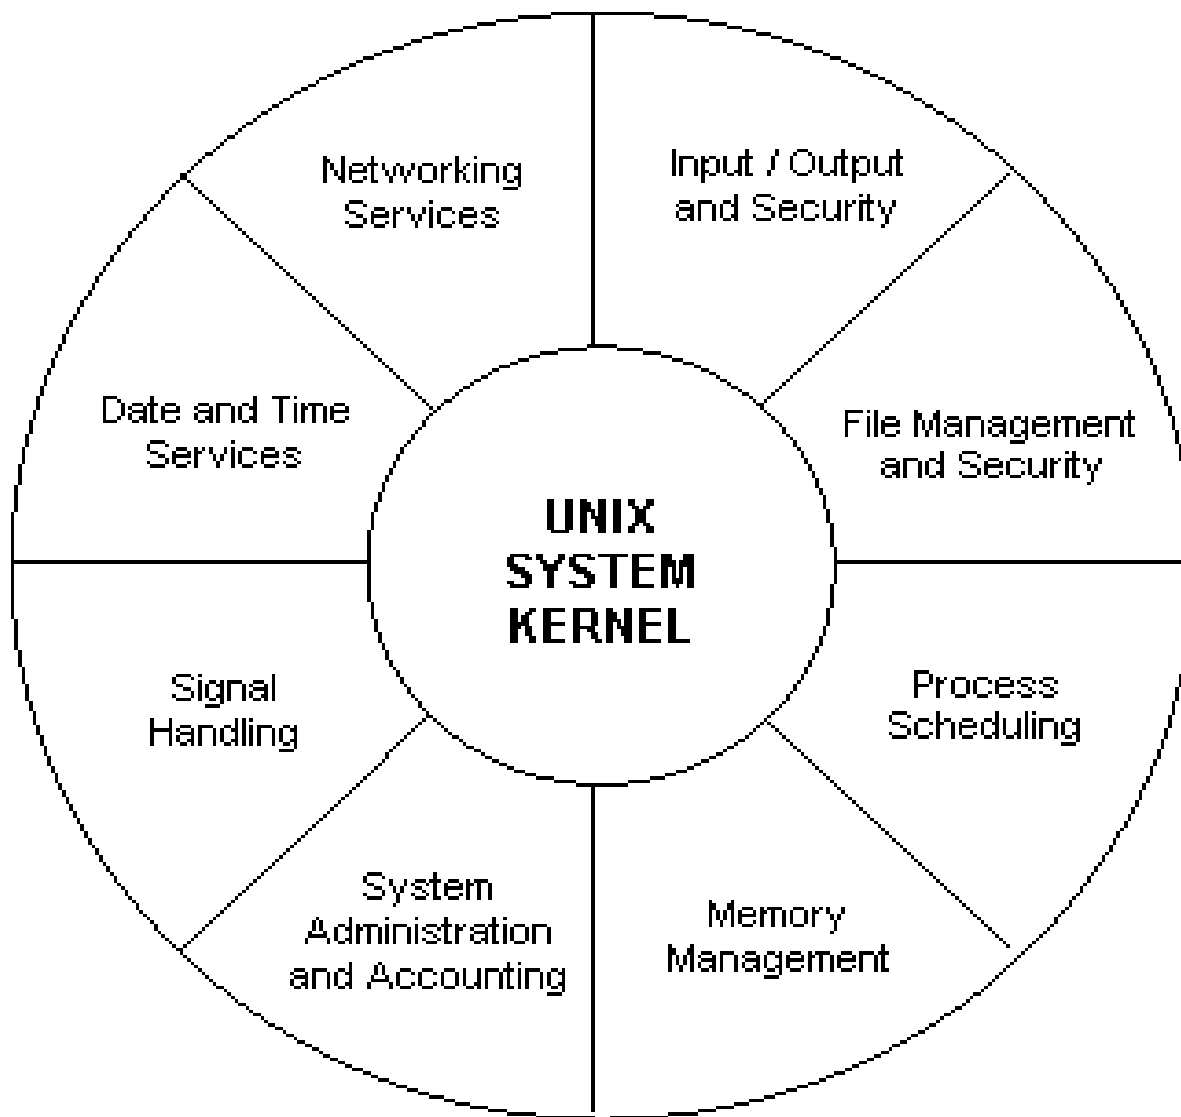 Networking
Services
Input / Output
and Security
Date and Time
Services
File Management
and Security
UNIX
SYSTEM
KERNEL
Signal
Handling
Process
Scheduling
System
Administration
and Accounting
Memory
Management